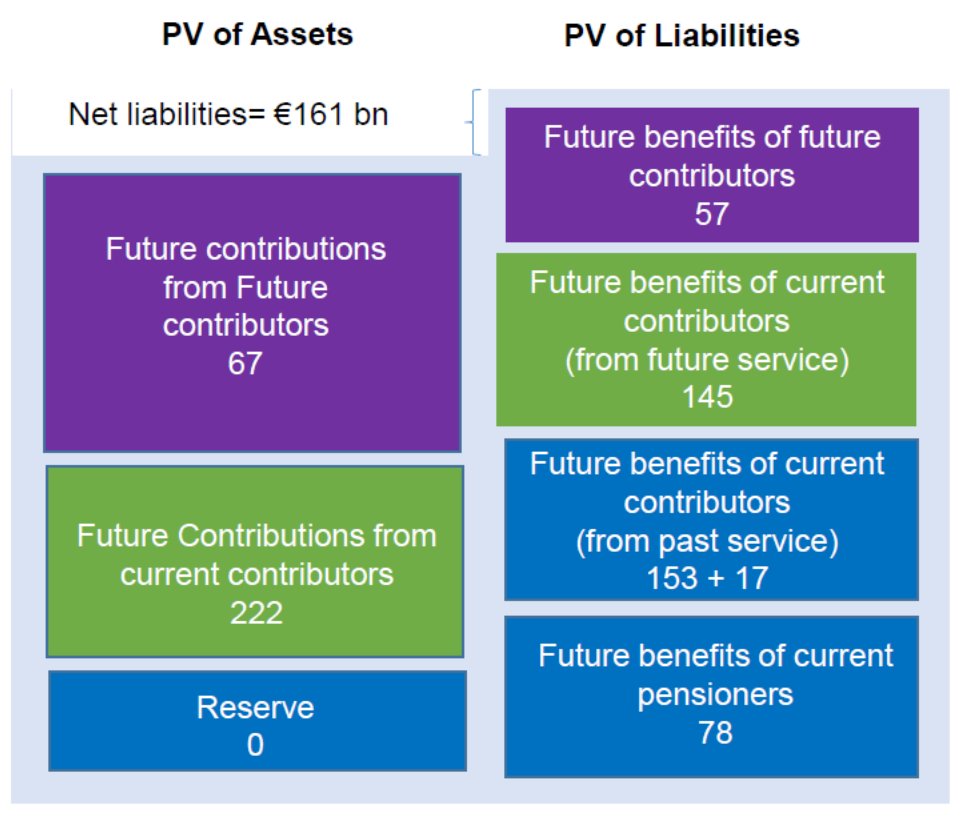 PV of Assets
PV of Liabilities
Net liabilities= €161 bn
Future contributions
from Future
contributors
67
Future Contributions from
current contributors
222
Reserve
0
Future benefits of future
contributors
57
Future benefits of current
contributors
(from future service)
145
Future benefits of current
contributors
(from past service)
153 + 17
Future benefits of current
pensioners
78